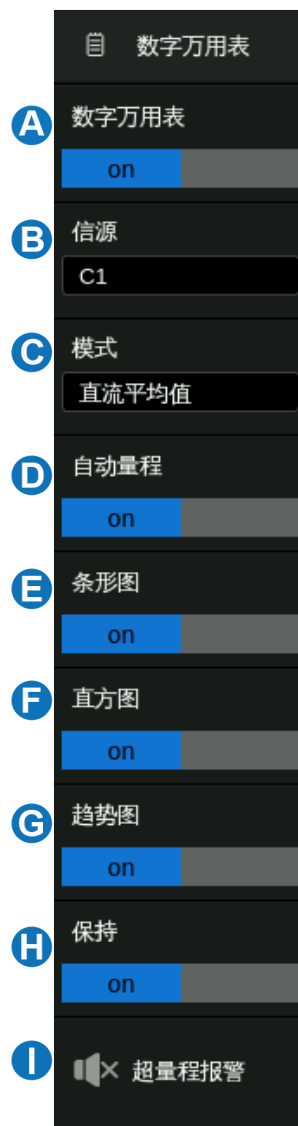 数字万用表
A 数字万用表
on
B 信源
C1
C 模式
直流平均值
D 自动量程
on
E 条形图
on
F 直方图
on
G 趋势图
on
H 保持
on
I 超量程报警